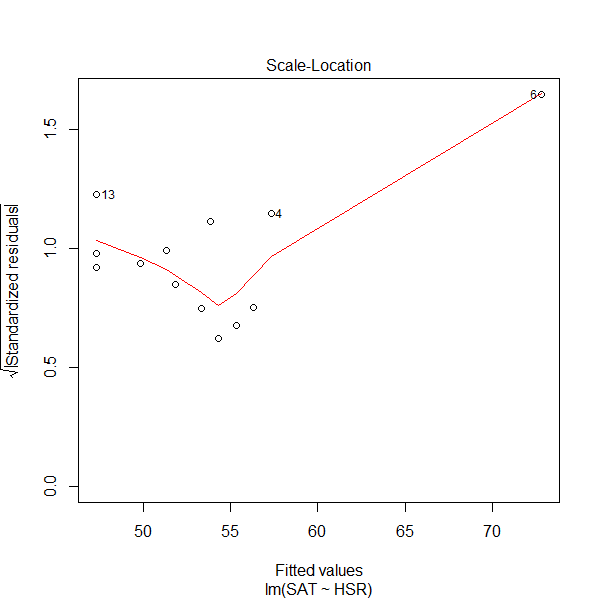 Scale-Location
√|Standardized residuals|
1.5
1.0
0.5
0.0
6
13
4
50 55 60 65 70
Fitted values
lm(SAT ~ HSR)